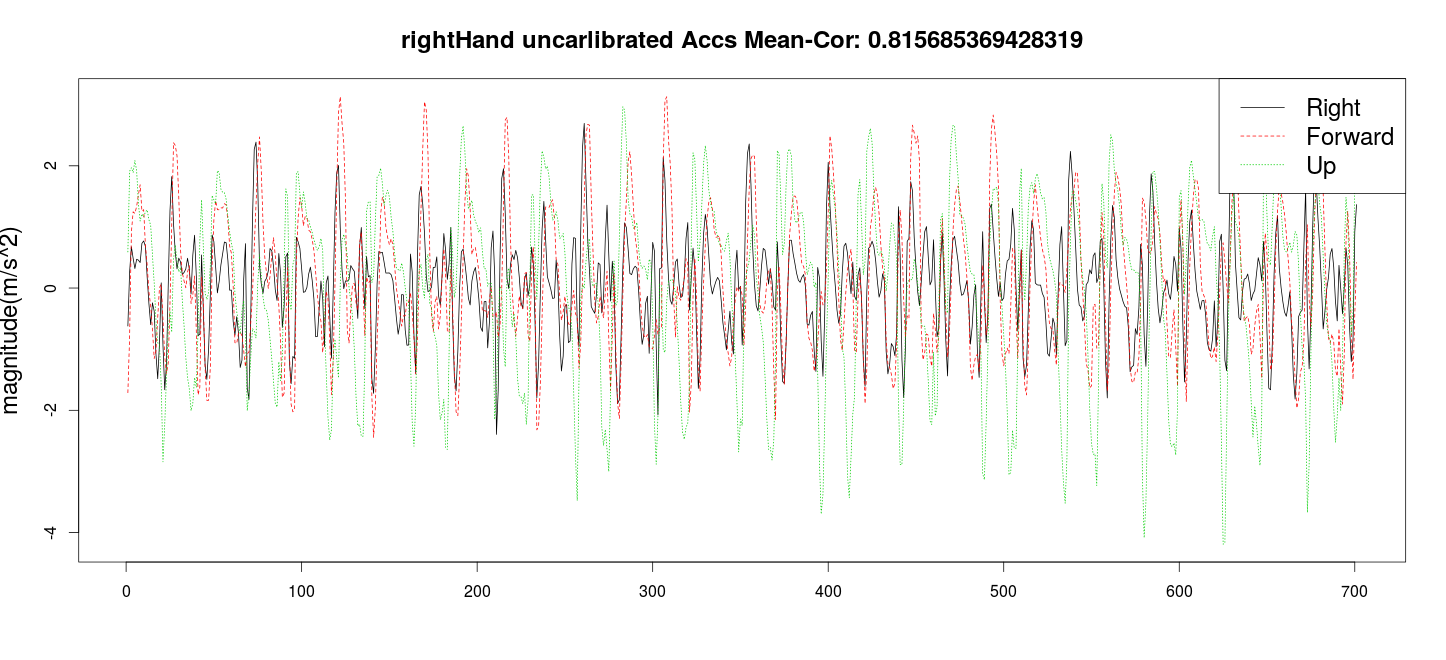 rightHand uncarlibrated Accs Mean-Cor: 0.815685369428319
Right
Forward
Up
magnitude(m/s^2)
2
0
-2
-4
0 100 200 300 400 500 600 700